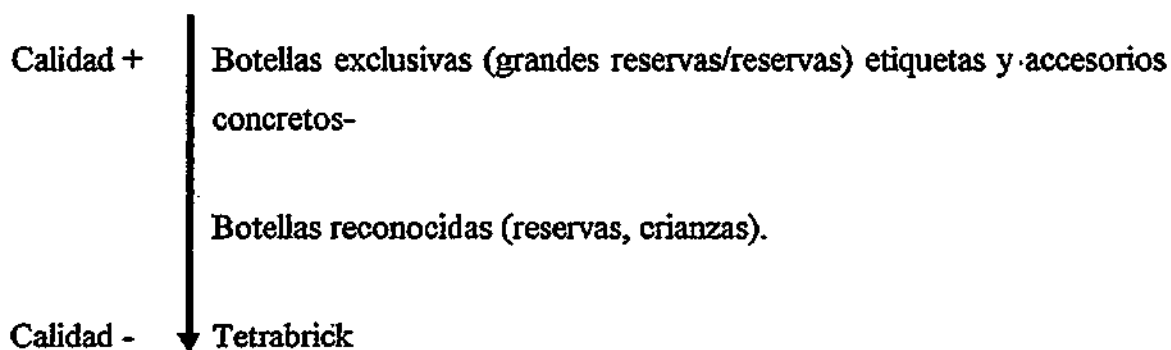 Calidad + Botellas exclusivas (grandes reservas/reservas) etiquetas y accesorios
concretos-
Botellas reconocidas (reservas, crianzas).
Calidad - Tetrabrick